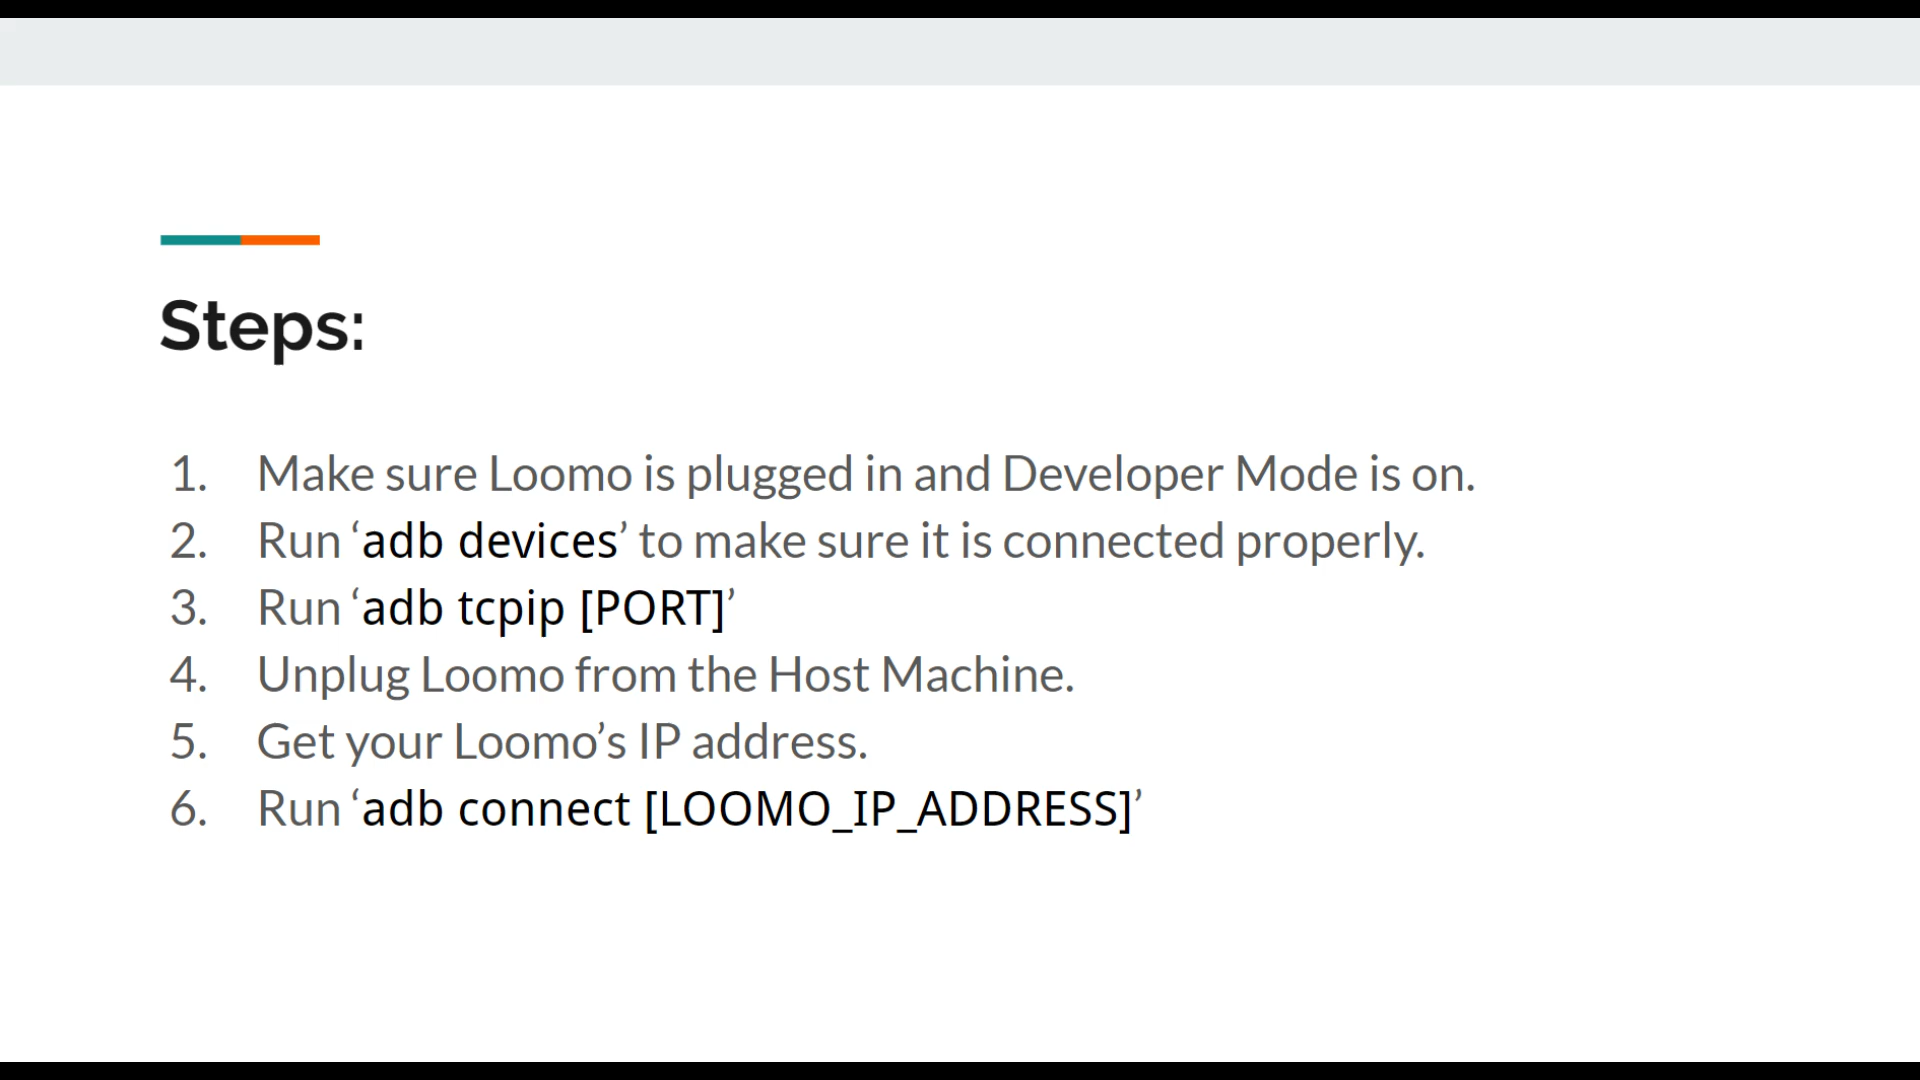 Steps:
1. Make sure Loomo is plugged in and Developer Mode is on.
2. Run ‘adb devices’ to make sure it is connected properly.
3. Run ‘adb tcpip [PORT]’
4. Unplug Loomo from the Host Machine.
5. Get your Loomo’s IP address.
6. Run ‘adb connect [LOOMO_IP_ADDRESS]’